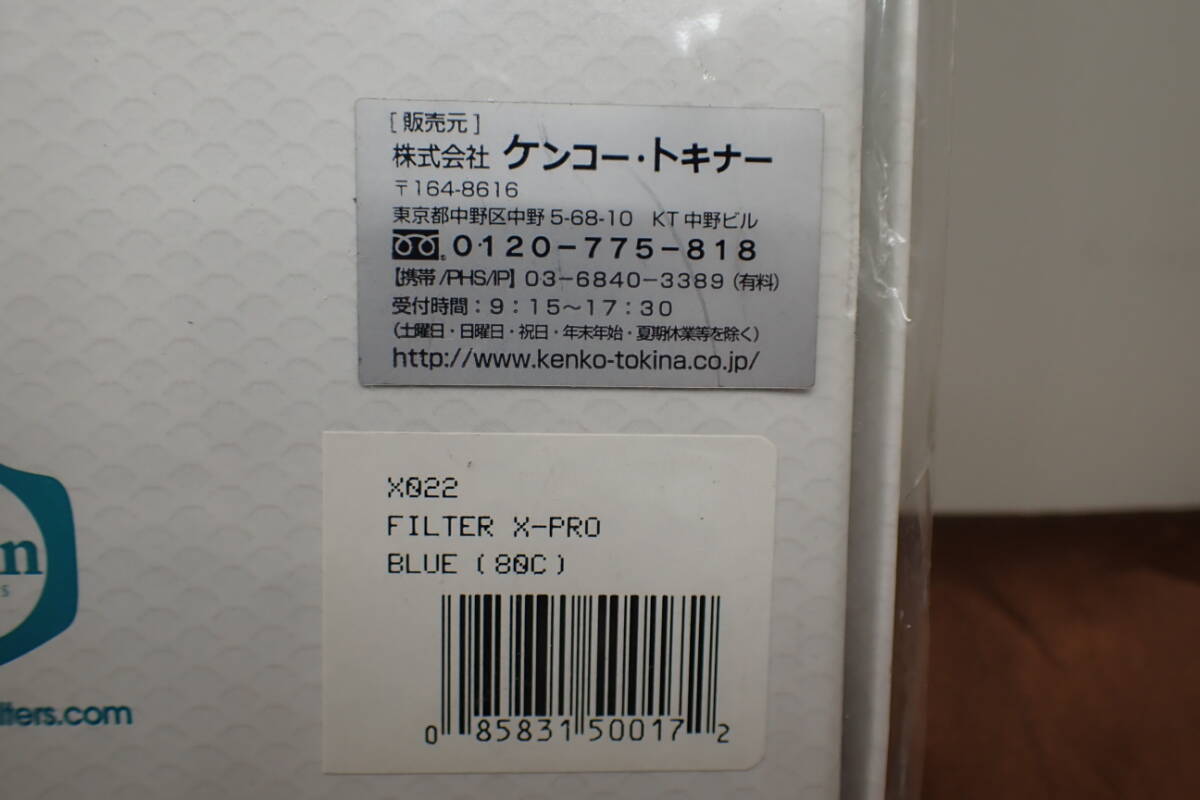 [販売元]
株式会社 ケンコー・トキナー
〒164-8616
東京都中野区中野 5-68-10 KT 中野ビル
0120-775-818
【携帯/PHS/IP】03-6840-3389(有料)
受付時間:9:15~17:30
(土曜日・日曜日・祝日・年末年始・夏期休業等を除く)
http://www.kenko-tokina.co.jp/
X022
FILTER X-PRO
BLUE (80C)
0 85831 50017 2